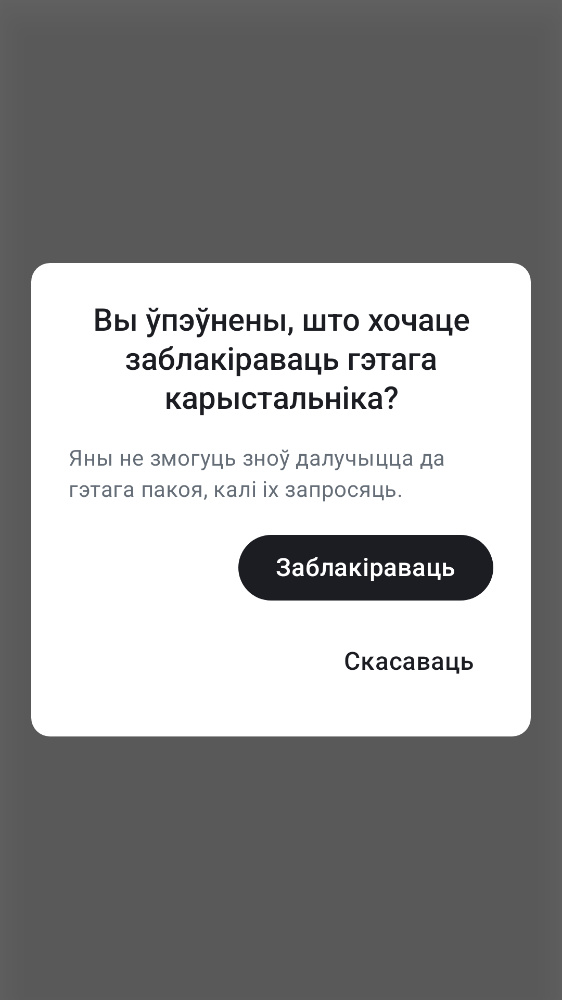 Вы ўпэўнены, што хочаце
заблакіраваць гэтага
карыстальніка?
Яны не змогуць зноў далучыцца да
гэтага пакоя, калі іх запросяць.
Заблакіраваць
Скасаваць